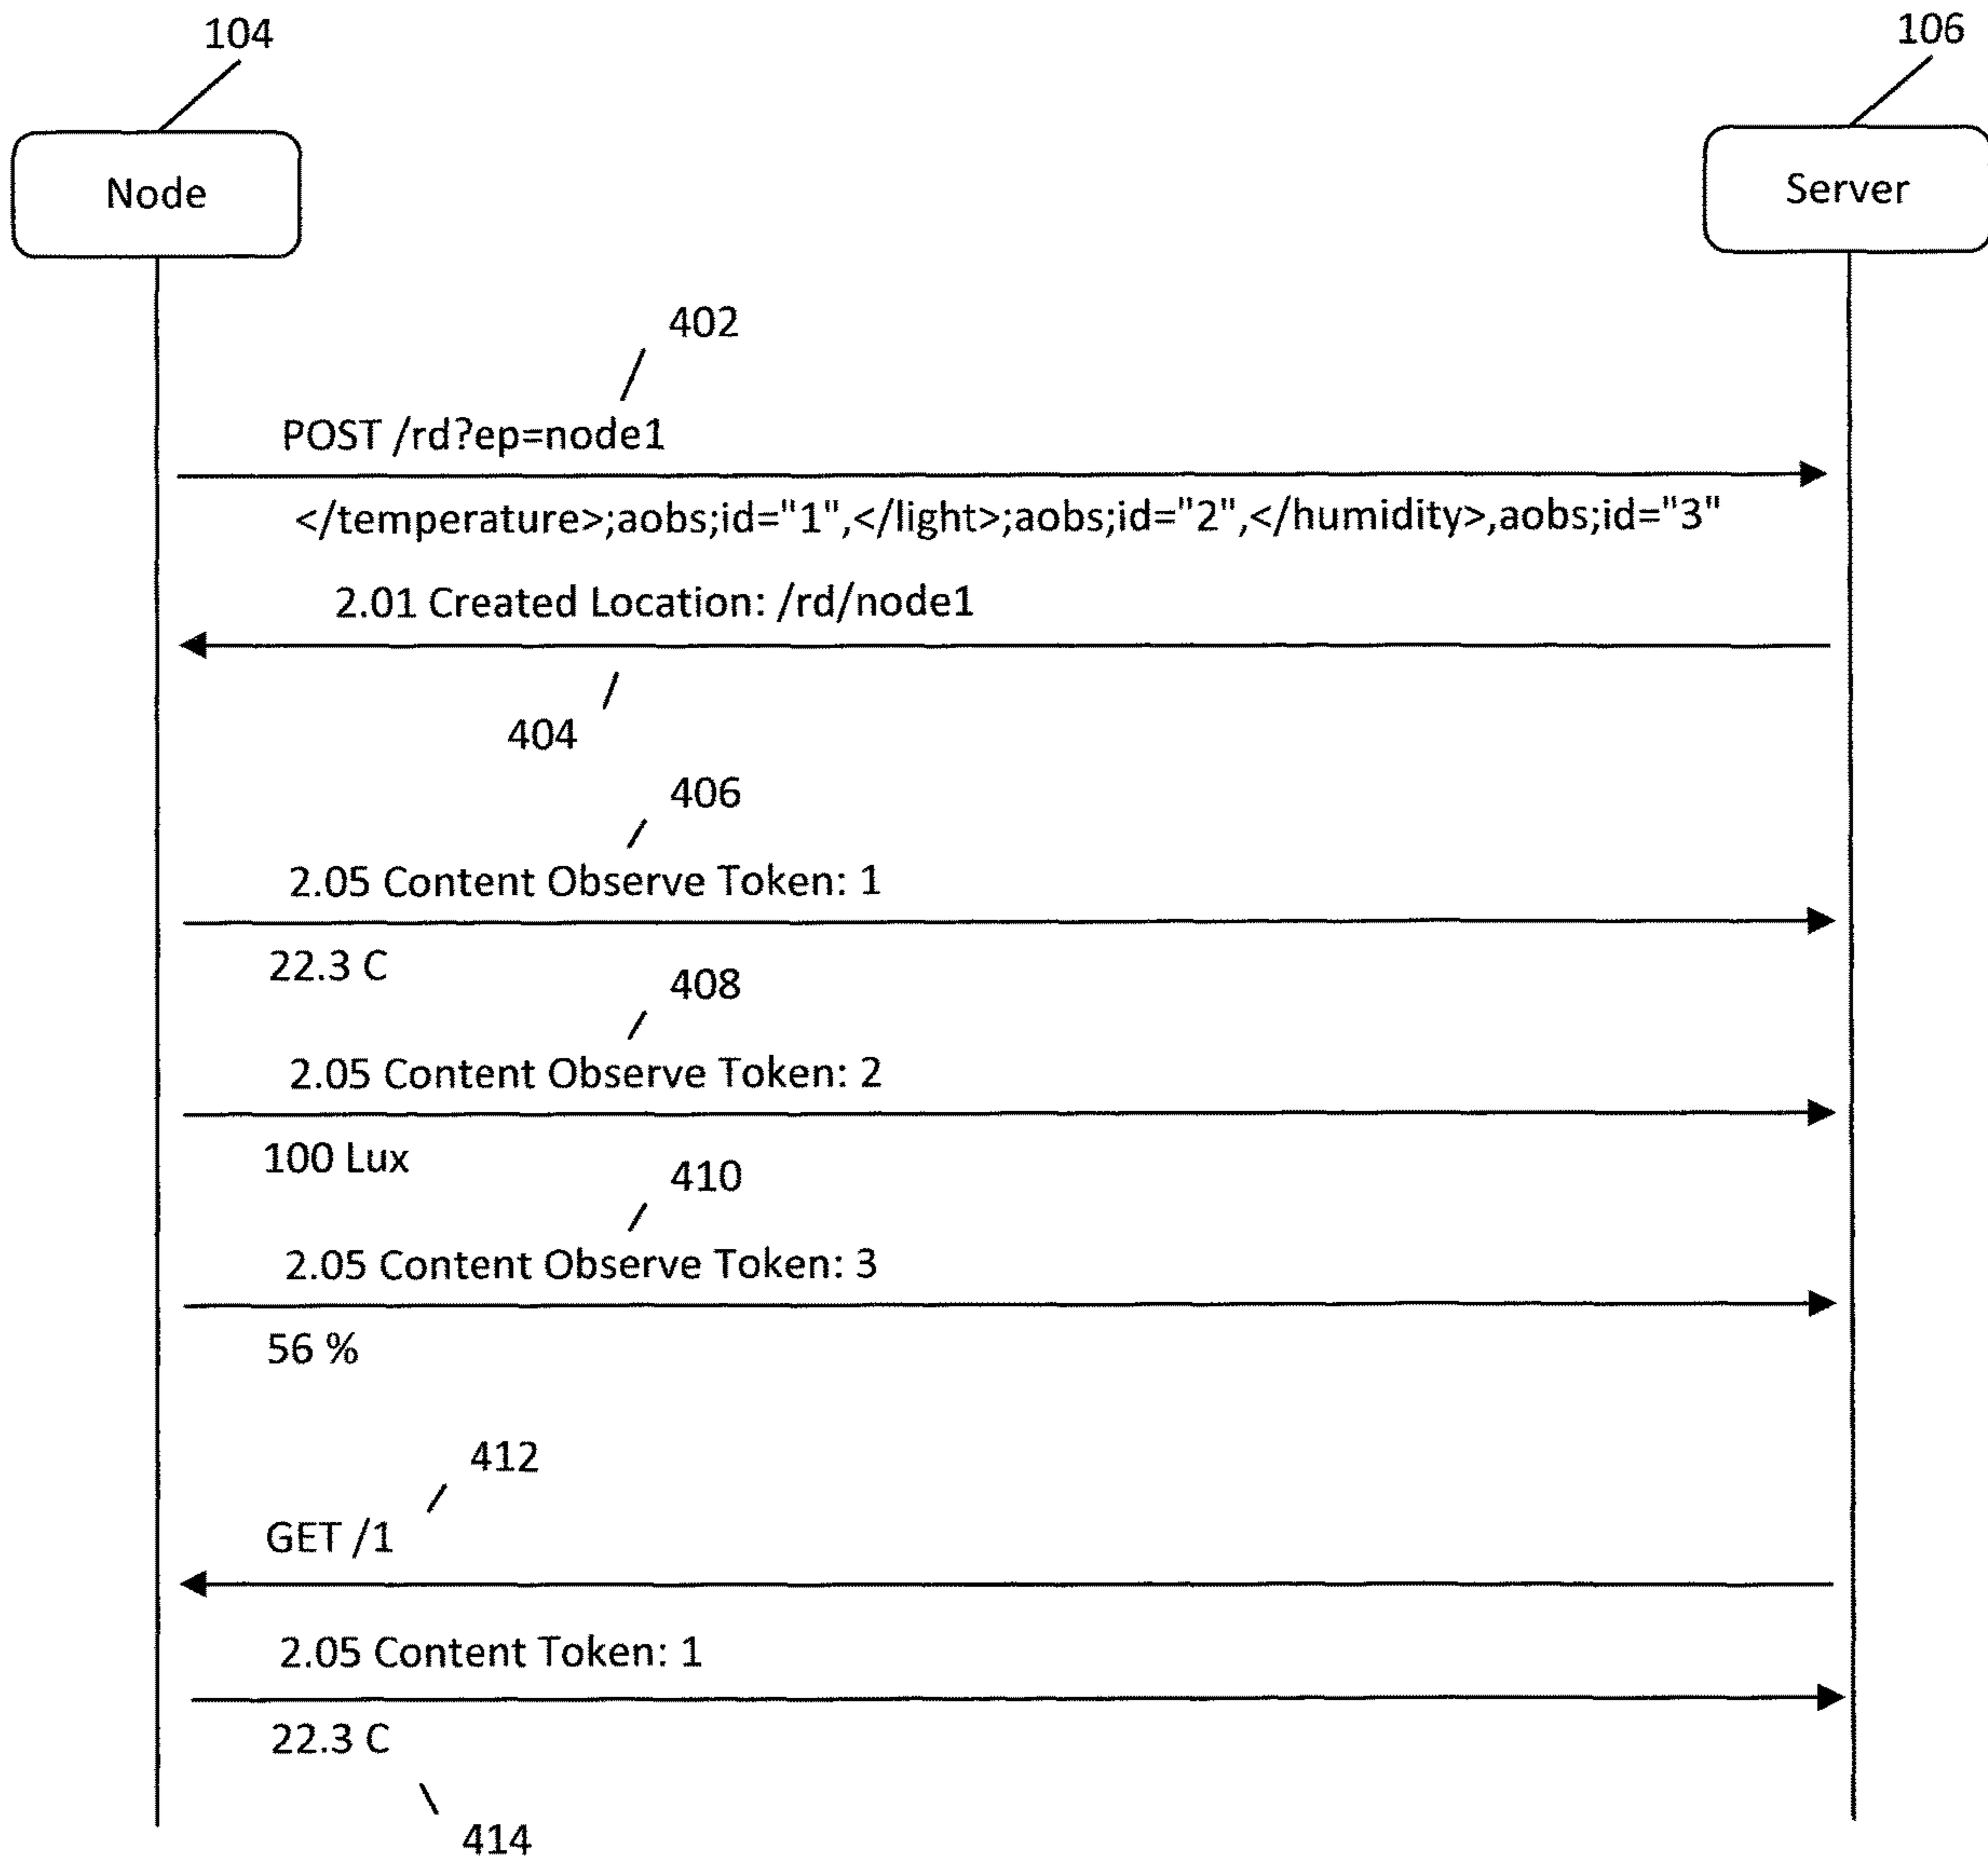 104
106
Node
Server
402
POST /rd?ep=node1
</temperature>;aobs;id="1",</light>;aobs;id="2",</humidity>,aobs;id="3"
2.01 Created Location: /rd/node1
404
406
2.05 Content Observe Token: 1
22.3 C
408
2.05 Content Observe Token: 2
100 Lux
410
2.05 Content Observe Token: 3
56 %
412
GET /1
2.05 Content Token: 1
22.3 C
414